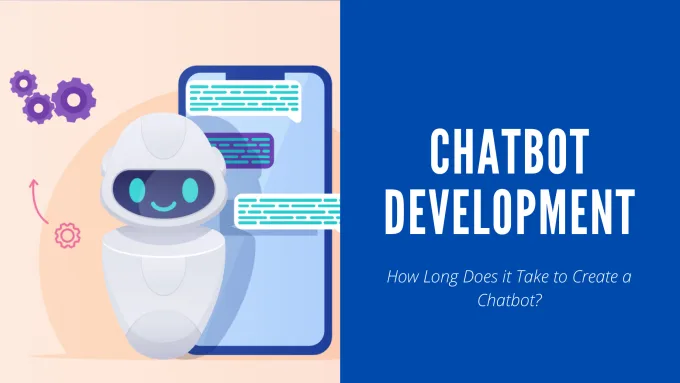 CHATBOT
DEVELOPMENT
How Long Does it Take to Create a
Chatbot?